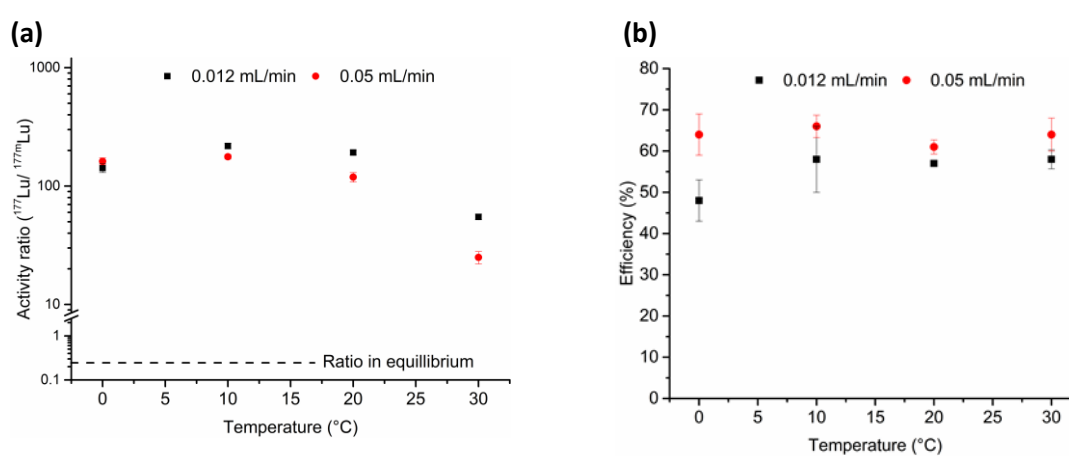 (a)
1000
100
10
1
0.1
Activity ratio (¹⁷⁷Lu/ ¹⁷⁷ᵐLu)
0.012 mL/min 0.05 mL/min
Ratio in equillibrium
0 5 10 15 20 25 30
Temperature (°C)
(b)
80
70
60
50
40
30
20
10
0
Efficiency (%)
0.012 mL/min 0.05 mL/min
0 5 10 15 20 25 30
Temperature (°C)